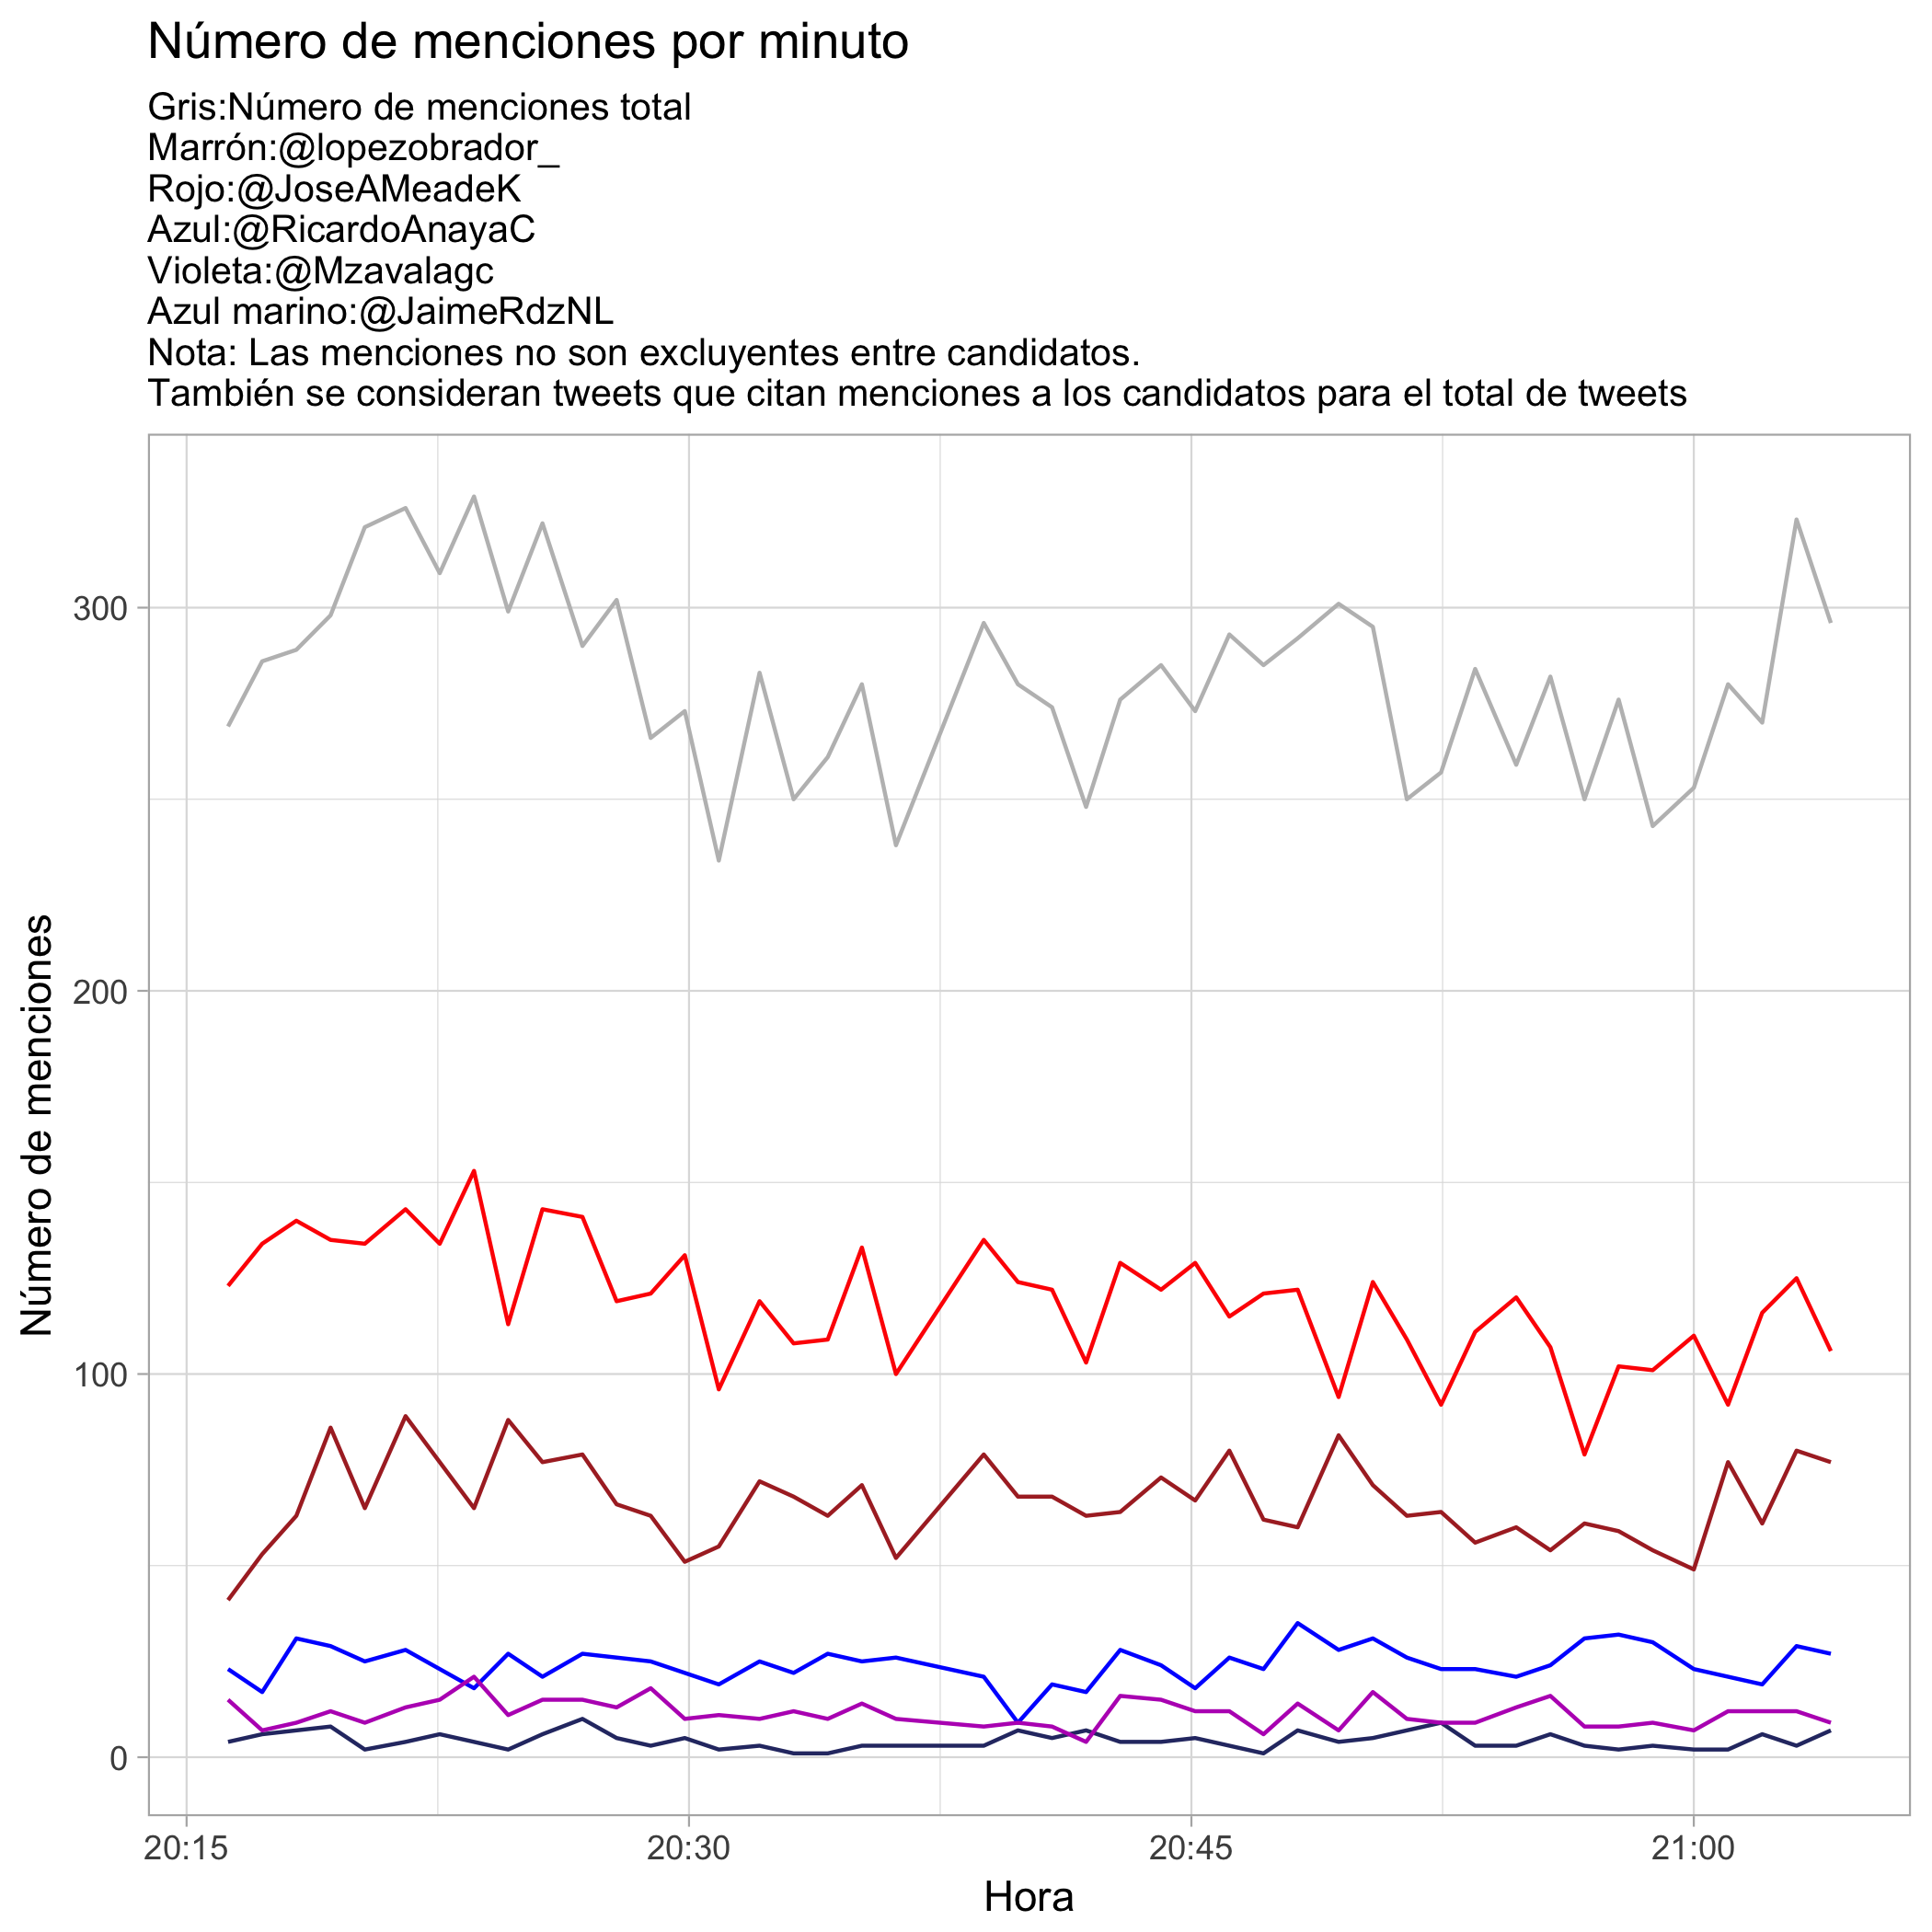 Número de menciones por minuto
Gris:Número de menciones total
Marrón:@lopezobrador_
Rojo:@JoseAMeadeK
Azul:@RicardoAnayaC
Violeta:@Mzavalagc
Azul marino:@JaimeRdzNL
Nota: Las menciones no son excluyentes entre candidatos.
También se consideran tweets que citan menciones a los candidatos para el total de tweets
Número de menciones
300
200
100
0
20:15
20:30
20:45
21:00
Hora